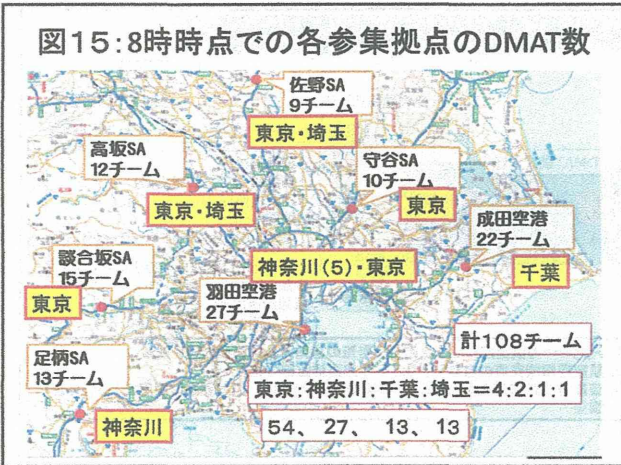 図15:8時時点での各参集拠点のDMAT数
佐野SA
9チーム
東京・埼玉
高坂SA
12チーム
東京・埼玉
守谷SA
10チーム
東京
成田空港
22チーム
千葉
神奈川(5)・東京
談合坂SA
15チーム
東京
羽田空港
27チーム
足柄SA
13チーム
神奈川
計108チーム
東京:神奈川:千葉:埼玉=4:2:1:1
54、27、13、13